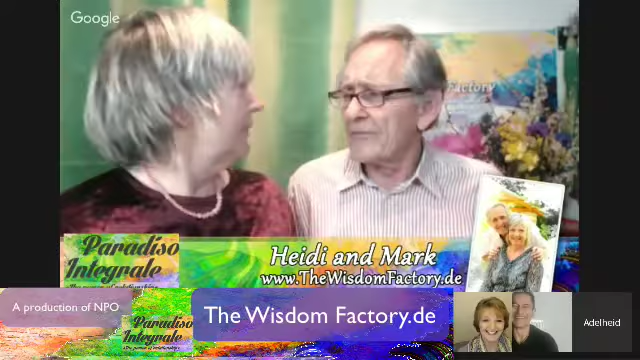 Google
Factory
Paradiso
Integrale
Heidi and Mark
www.TheWisdomFactory.de
A production of NPO
Paradiso
Integrale
The Wisdom Factory.de
Adelheid